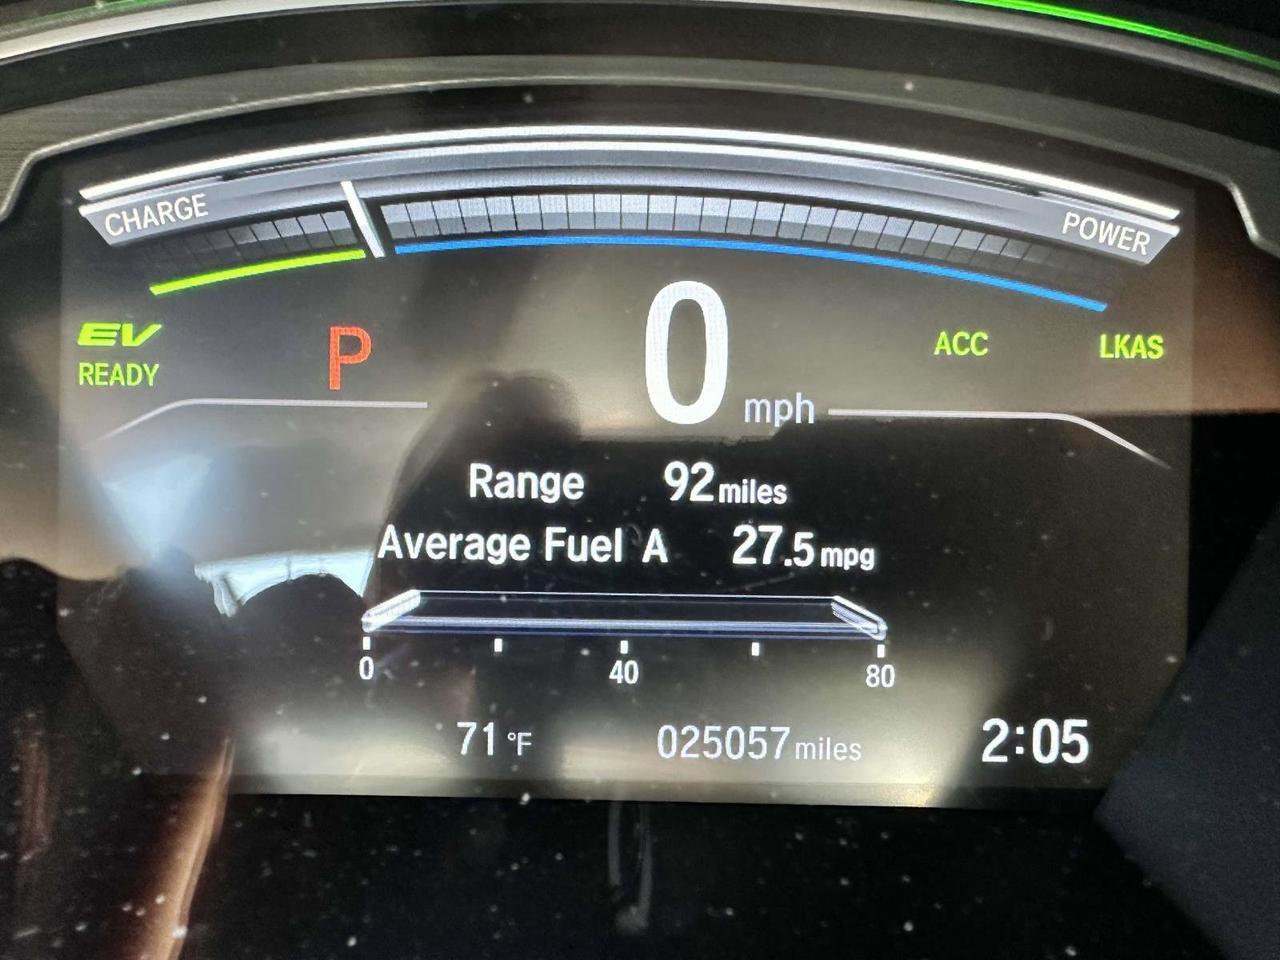 CHARGE
POWER
EV
READY
P
0 mph
ACC
LKAS
Range 92 miles
Average Fuel A 27.5 mpg
0 40 80
71 °F 025057 miles 2:05